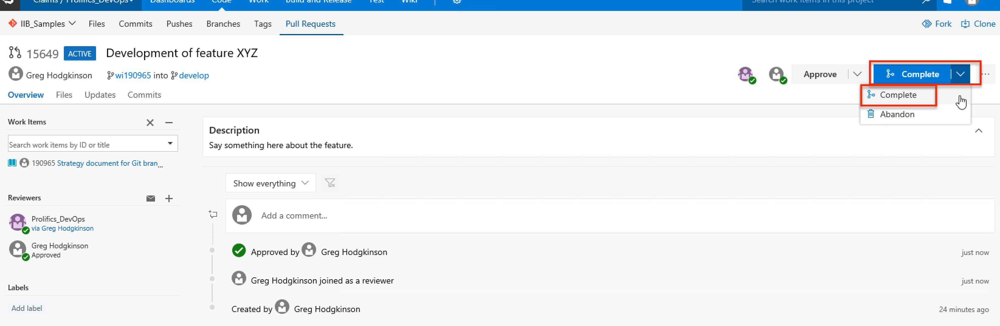 Claims / Prolifics_DevOps Dashboards Code Work Build and Release Test Wiki Search work items in this project
IIB_Samples Files Commits Pushes Branches Tags Pull Requests Fork Clone
15649 ACTIVE Development of feature XYZ
Greg Hodgkinson wi190965 into develop Approve Complete ...
Overview Files Updates Commits
Complete
Abandon
Work Items
Search work items by ID or title
190965 Strategy document for Git bran...
Reviewers
Prolifics_DevOps
via Greg Hodgkinson
Greg Hodgkinson
Approved
Labels
Add label
Description
Say something here about the feature.
Show everything
Add a comment...
Approved by Greg Hodgkinson just now
Greg Hodgkinson joined as a reviewer just now
Created by Greg Hodgkinson 24 minutes ago